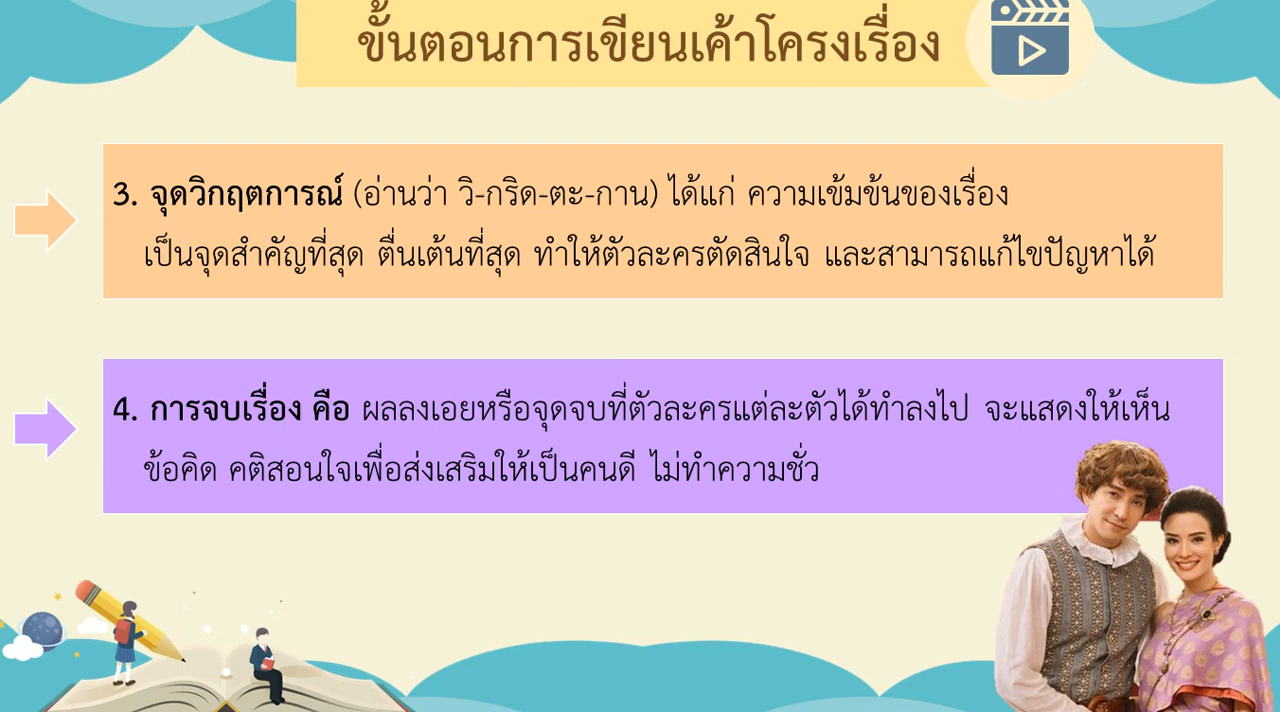 ขั้นตอนการเขียนเค้าโครงเรื่อง
3. จุดวิกฤตการณ์ (อ่านว่า วิ-กริด-ตะ-กาน) ได้แก่ ความเข้มข้นของเรื่อง
เป็นจุดสำคัญที่สุด ตื่นเต้นที่สุด ทำให้ตัวละครตัดสินใจ และสามารถแก้ไขปัญหาได้
4. การจบเรื่อง คือ ผลลงเอยหรือจุดจบที่ตัวละครแต่ละตัวได้ทำลงไป จะแสดงให้เห็น
ข้อคิด คติสอนใจเพื่อส่งเสริมให้เป็นคนดี ไม่ทำความชั่ว